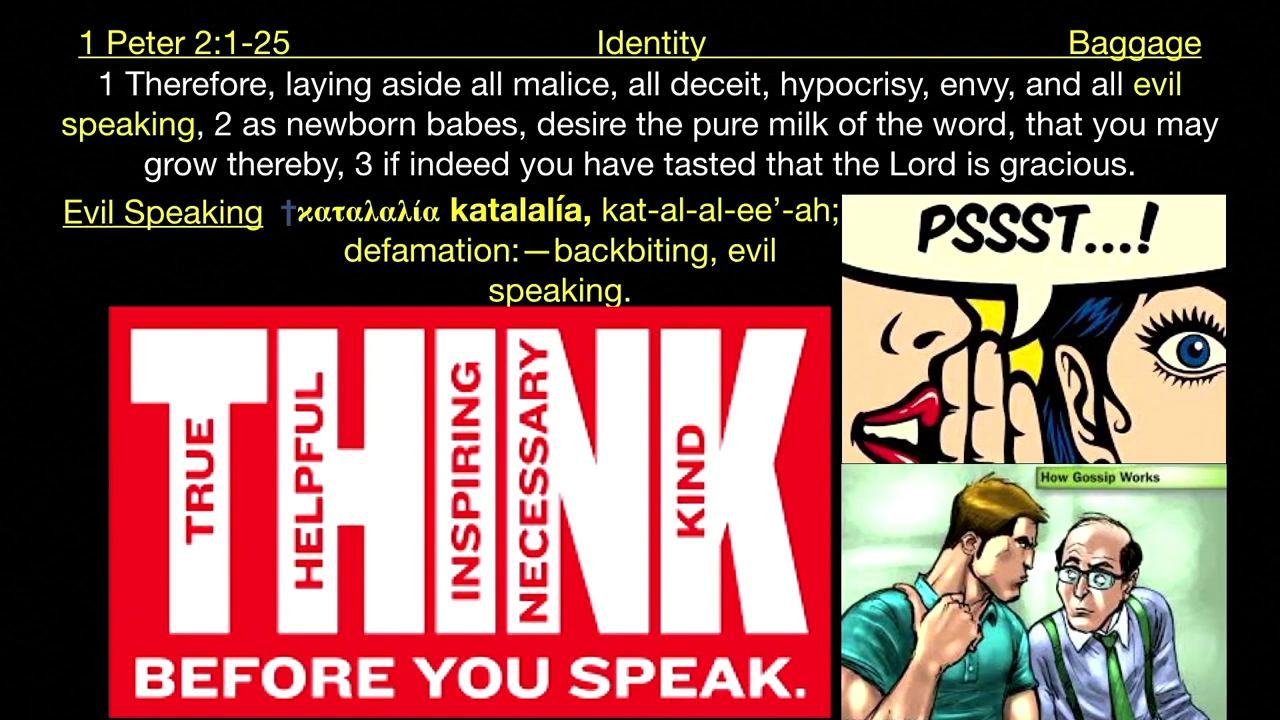 1 Peter 2:1-25 Identity Baggage
1 Therefore, laying aside all malice, all deceit, hypocrisy, envy, and all evil
speaking, 2 as newborn babes, desire the pure milk of the word, that you may
grow thereby, 3 if indeed you have tasted that the Lord is gracious.
Evil Speaking †καταλαλία katalalía, kat-al-al-ee’-ah;
defamation:—backbiting, evil
speaking.
PSSST...!
THINK
TRUE
HELPFUL
INSPIRING
NECESSARY
KIND
BEFORE YOU SPEAK.
How Gossip Works